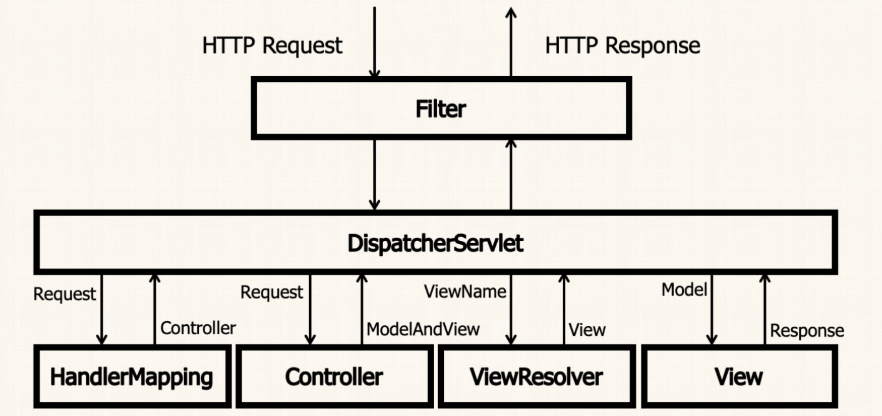 HTTP Request
HTTP Response
Filter
DispatcherServlet
Request
Controller
Request
ModelAndView
ViewName
View
Model
Response
HandlerMapping
Controller
ViewResolver
View